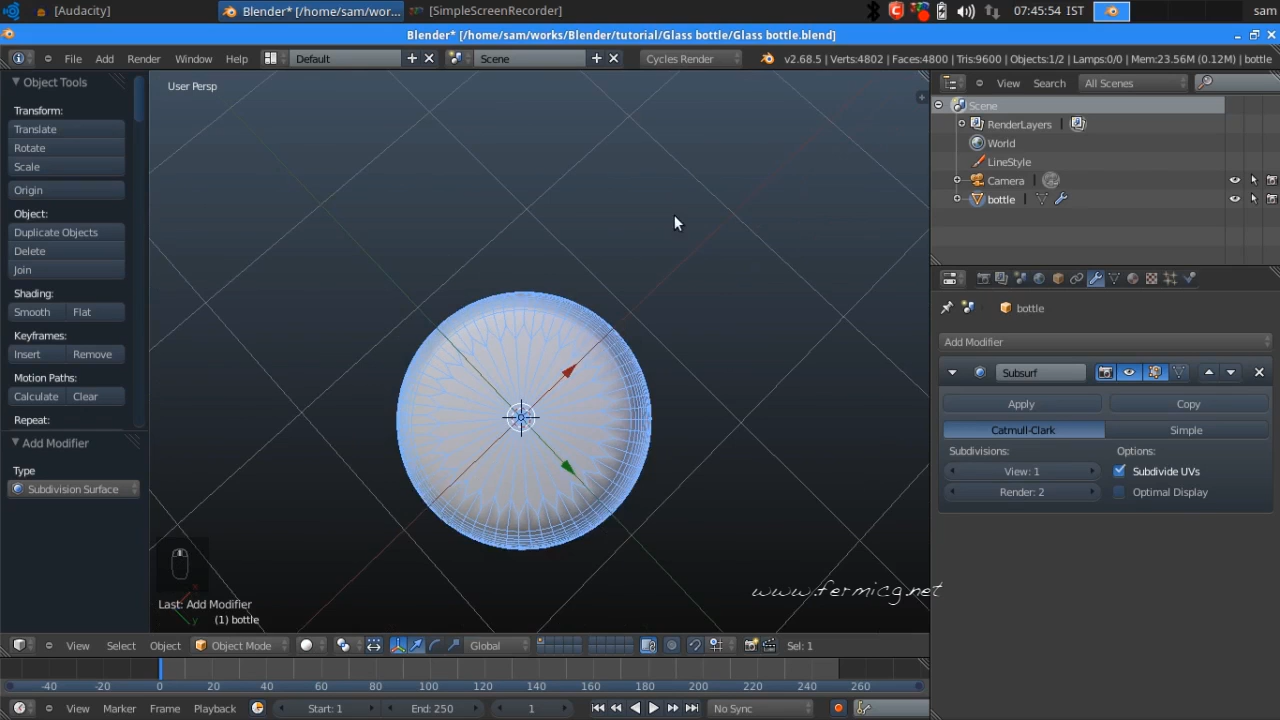 [Audacity]
Blender* [/home/sam/wor...
[SimpleScreenRecorder]
07:45:54 IST
sam
Blender* [/home/sam/works/Blender/tutorial/Glass bottle/Glass bottle.blend]
File Add Render Window Help
Default
Scene
Cycles Render
v2.68.5 | Verts:4802 | Faces:4800 | Tris:9600 | Objects:1/2 | Lamps:0/0 | Mem:23.56M (0.12M) | bottle
Object Tools
Transform:
Translate
Rotate
Scale
Origin
Object:
Duplicate Objects
Delete
Join
Shading:
Smooth Flat
Keyframes:
Insert Remove
Motion Paths:
Calculate Clear
Repeat:
Add Modifier
Type
Subdivision Surface
User Persp
www.fermicg.net
Last: Add Modifier
y
(1) bottle
View Select Object Object Mode Global Sel: 1
-40 -20 0 20 40 60 80 100 120 140 160 180 200 220 240 260
View Marker Frame Playback Start: 1 End: 250 1 No Sync
View Search All Scenes
Scene
RenderLayers |
World
LineStyle
Camera
bottle
bottle
Add Modifier
Subsurf
Apply Copy
Catmull-Clark Simple
Subdivisions: Options:
View: 1 Subdivide UVs
Render: 2 Optimal Display